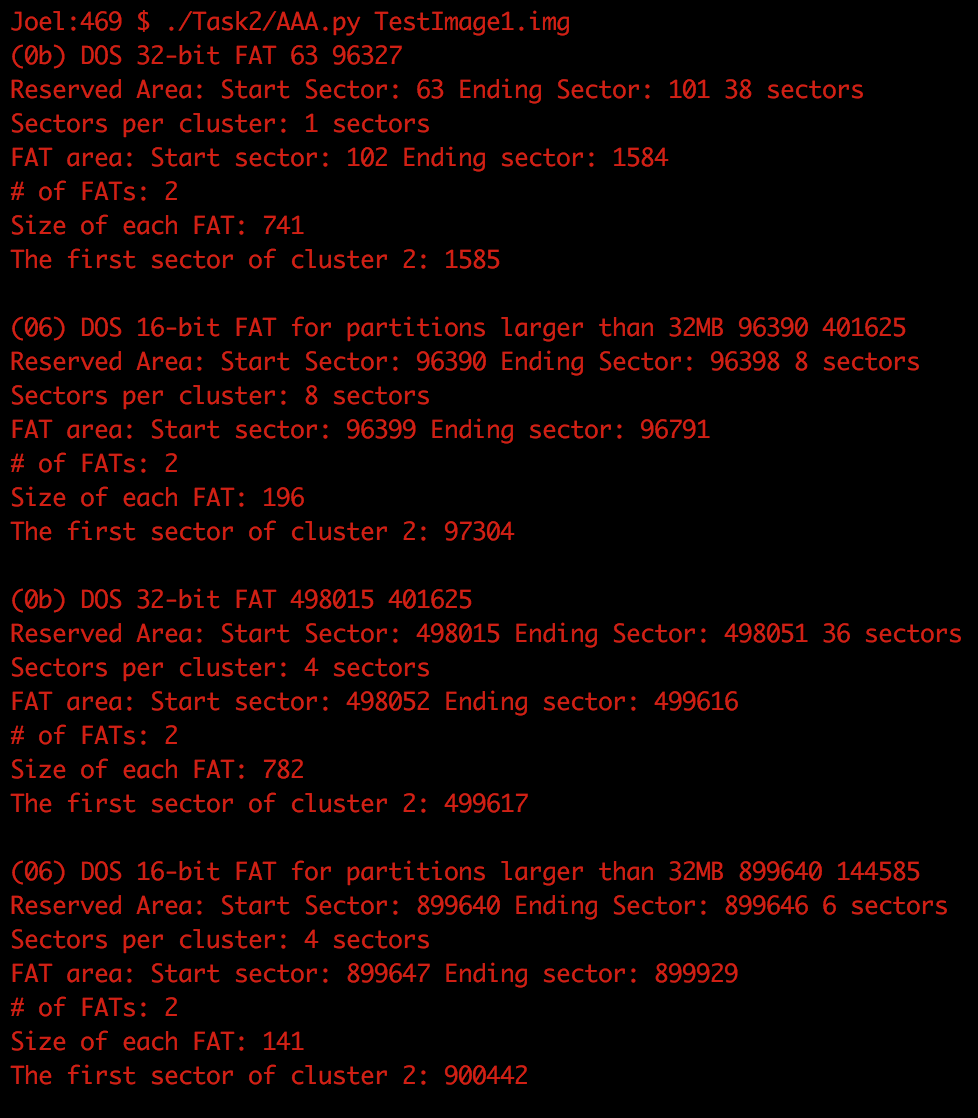 Joel:469 $ ./Task2/AAA.py TestImage1.img
(0b) DOS 32-bit FAT 63 96327
Reserved Area: Start Sector: 63 Ending Sector: 101 38 sectors
Sectors per cluster: 1 sectors
FAT area: Start sector: 102 Ending sector: 1584
# of FATs: 2
Size of each FAT: 741
The first sector of cluster 2: 1585
(06) DOS 16-bit FAT for partitions larger than 32MB 96390 401625
Reserved Area: Start Sector: 96390 Ending Sector: 96398 8 sectors
Sectors per cluster: 8 sectors
FAT area: Start sector: 96399 Ending sector: 96791
# of FATs: 2
Size of each FAT: 196
The first sector of cluster 2: 97304
(0b) DOS 32-bit FAT 498015 401625
Reserved Area: Start Sector: 498015 Ending Sector: 498051 36 sectors
Sectors per cluster: 4 sectors
FAT area: Start sector: 498052 Ending sector: 499616
# of FATs: 2
Size of each FAT: 782
The first sector of cluster 2: 499617
(06) DOS 16-bit FAT for partitions larger than 32MB 899640 144585
Reserved Area: Start Sector: 899640 Ending Sector: 899646 6 sectors
Sectors per cluster: 4 sectors
FAT area: Start sector: 899647 Ending sector: 899929
# of FATs: 2
Size of each FAT: 141
The first sector of cluster 2: 900442